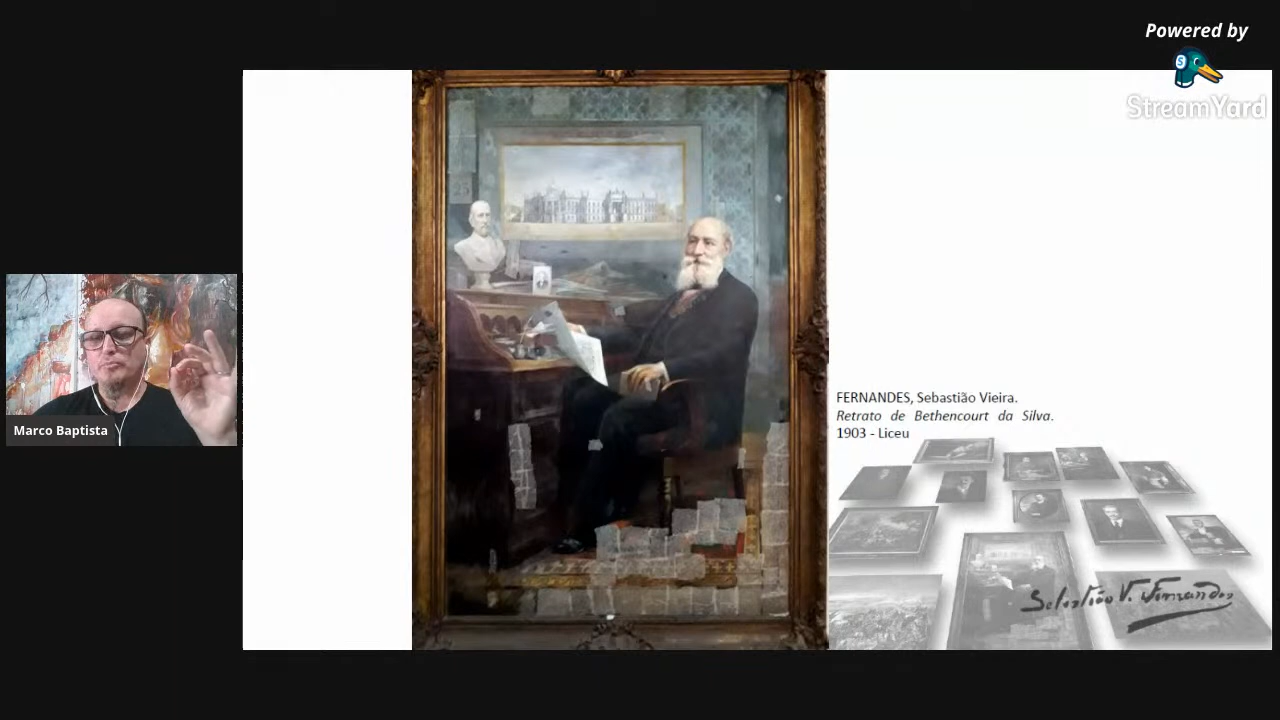 Powered by
StreamYard
Marco Baptista
FERNANDES, Sebastião Vieira.
Retrato de Bethencourt da Silva.
1903 - Liceu
Sebastião V. Fernandes